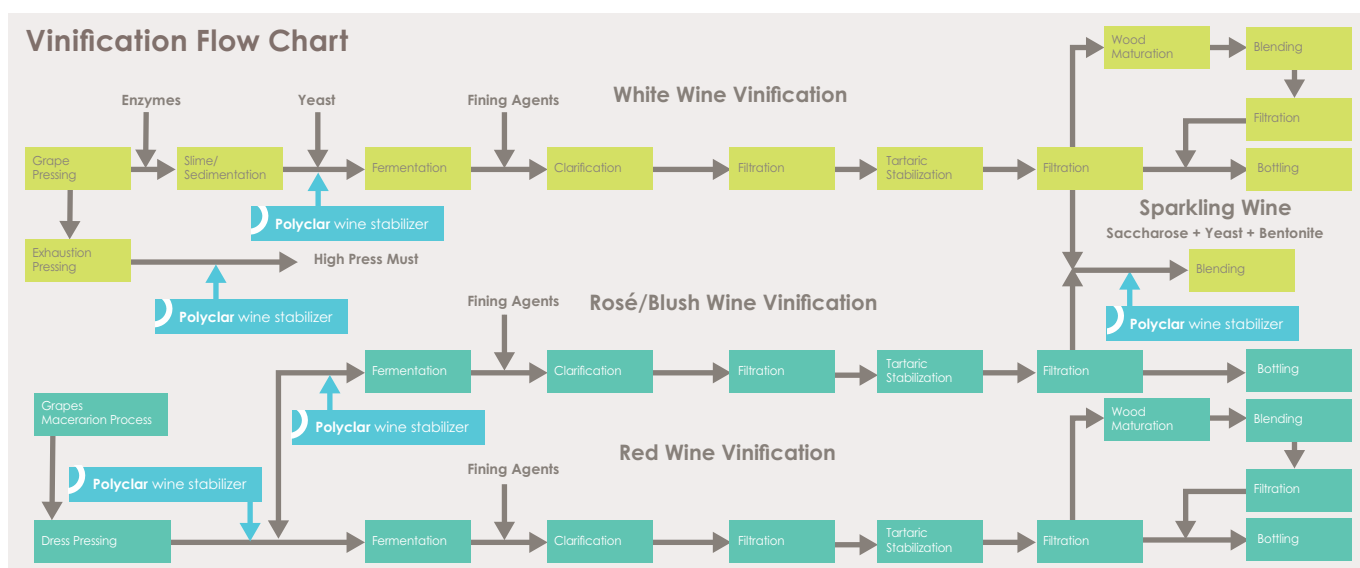 Vinification Flow Chart
Wood
Maturation
Blending
Enzymes
Yeast
Fining Agents
White Wine Vinification
Filtration
Grape
Pressing
Slime/
Sedimentation
Fermentation
Clarification
Filtration
Tartaric
Stabilization
Filtration
Bottling
Polyclar wine stabilizer
Sparkling Wine
Saccharose + Yeast + Bentonite
Exhaustion
Pressing
High Press Must
Blending
Polyclar wine stabilizer
Fining Agents
Rosé/Blush Wine Vinification
Polyclar wine stabilizer
Fermentation
Clarification
Filtration
Tartaric
Stabilization
Filtration
Bottling
Grapes
Macerarion Process
Polyclar wine stabilizer
Wood
Maturation
Blending
Red Wine Vinification
Fining Agents
Polyclar wine stabilizer
Filtration
Dress Pressing
Fermentation
Clarification
Filtration
Tartaric
Stabilization
Filtration
Bottling